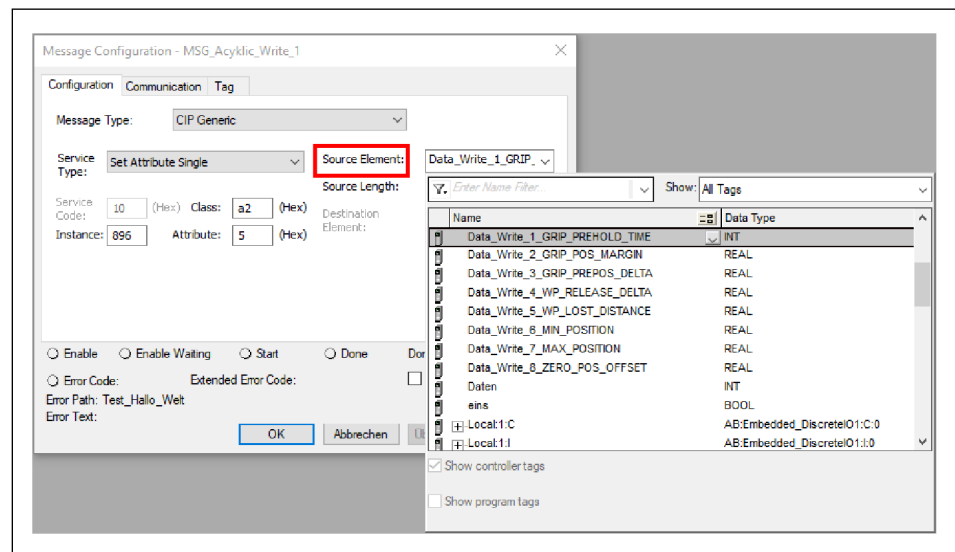 Message Configuration - MSG_Acyklic_Write_1
Configuration Communication Tag
Message Type: CIP Generic
Service Type: Set Attribute Single
Source Element: Data_Write_1_GRIP_
Source Length:
Service Code: 10 (Hex) Class: a2 (Hex)
Destination Element:
Instance: 896 Attribute: 5 (Hex)
Enable Enable Waiting Start Done
Error Code: Extended Error Code:
Error Path: Test_Hallo_Welt
Error Text:
OK Abbrechen
Enter Name Filter... Show: All Tags
Name Data Type
Data_Write_1_GRIP_PREHOLD_TIME INT
Data_Write_2_GRIP_POS_MARGIN REAL
Data_Write_3_GRIP_PREPOS_DELTA REAL
Data_Write_4_WP_RELEASE_DELTA REAL
Data_Write_5_WP_LOST_DISTANCE REAL
Data_Write_6_MIN_POSITION REAL
Data_Write_7_MAX_POSITION REAL
Data_Write_8_ZERO_POS_OFFSET REAL
Daten INT
eins BOOL
Local:1:C AB:Embedded_DiscreteIO1:C:0
Local:1:I AB:Embedded_DiscreteIO1:I:0
Show controller tags
Show program tags